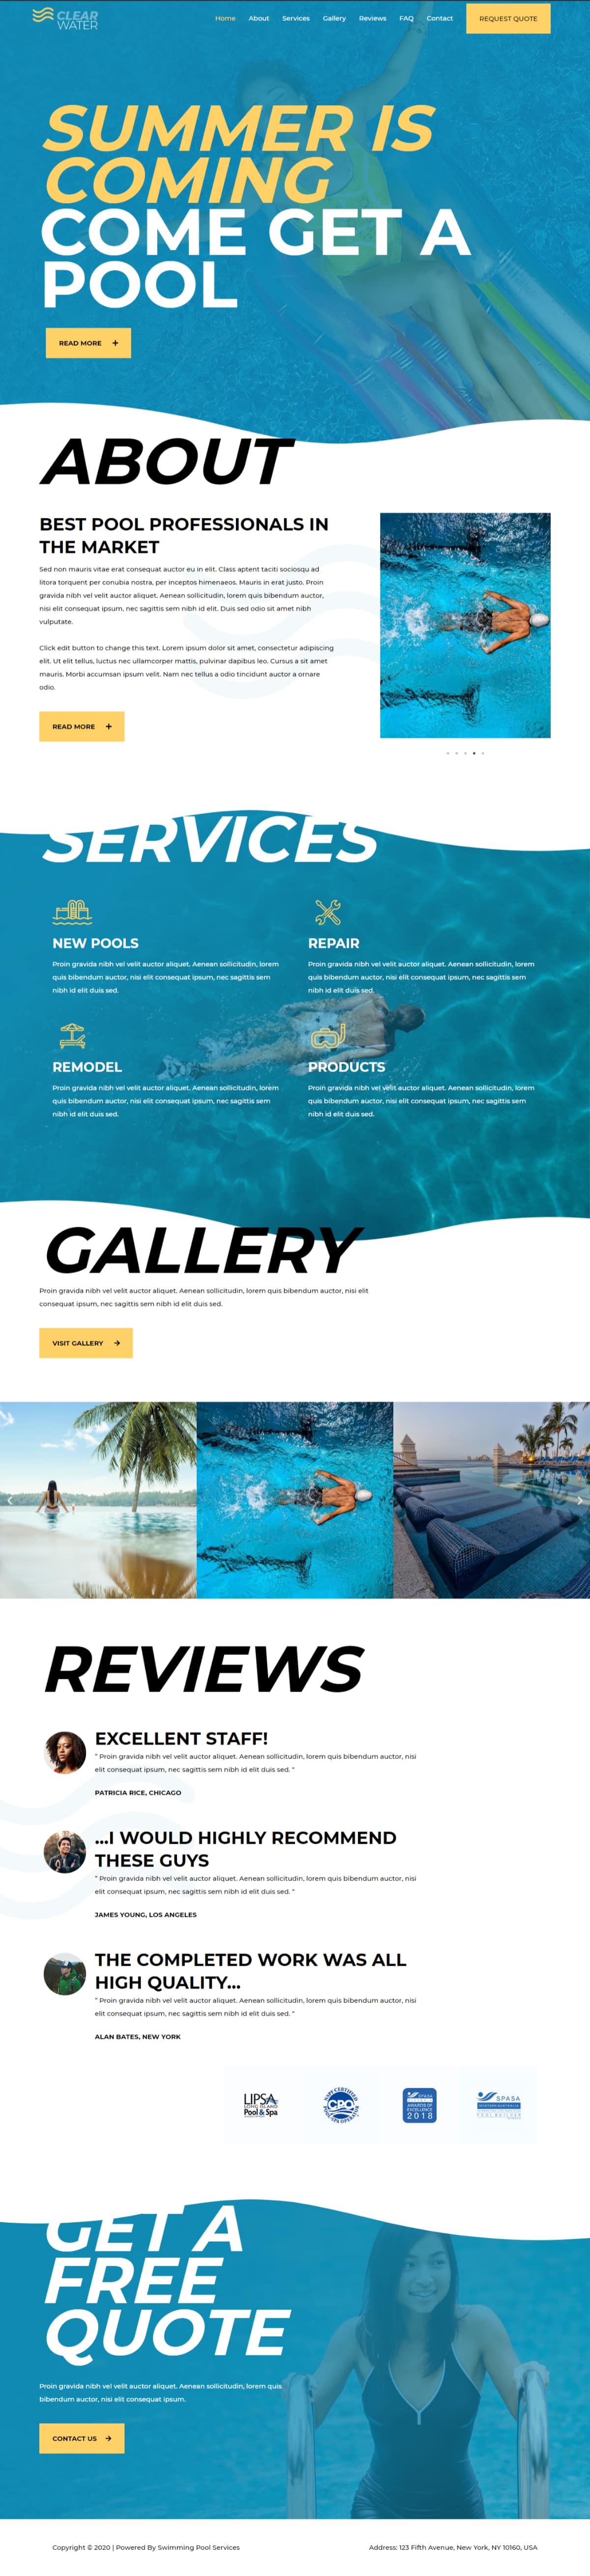 CLEAR
WATER
Home About Services Gallery Reviews FAQ Contact REQUEST QUOTE
SUMMER IS
COMING
COME GET A
POOL
READ MORE +
ABOUT
BEST POOL PROFESSIONALS IN
THE MARKET
Sed non mauris vitae erat consequat auctor eu in elit. Class aptent taciti sociosqu ad
litora torquent per conubia nostra, per inceptos himenaeos. Mauris in erat justo. Proin
gravida nibh vel velit auctor aliquet. Aenean sollicitudin, lorem quis bibendum auctor,
nisi elit consequat ipsum, nec sagittis sem nibh id elit. Duis sed odio sit amet nibh
vulputate.
Click edit button to change this text. Lorem ipsum dolor sit amet, consectetur adipiscing
elit. Ut elit tellus, luctus nec ullamcorper mattis, pulvinar dapibus leo. Cursus a sit amet
mauris. Morbi accumsan ipsum velit. Nam nec tellus a odio tincidunt auctor a ornare
odio.
READ MORE +
SERVICES
NEW POOLS
Proin gravida nibh vel velit auctor aliquet. Aenean sollicitudin, lorem
quis bibendum auctor, nisi elit consequat ipsum, nec sagittis sem
nibh id elit duis sed.
REPAIR
Proin gravida nibh vel velit auctor aliquet. Aenean sollicitudin, lorem
quis bibendum auctor, nisi elit consequat ipsum, nec sagittis sem
nibh id elit duis sed.
REMODEL
Proin gravida nibh vel velit auctor aliquet. Aenean sollicitudin, lorem
quis bibendum auctor, nisi elit consequat ipsum, nec sagittis sem
nibh id elit duis sed.
PRODUCTS
Proin gravida nibh vel velit auctor aliquet. Aenean sollicitudin, lorem
quis bibendum auctor, nisi elit consequat ipsum, nec sagittis sem
nibh id elit duis sed.
GALLERY
Proin gravida nibh vel velit auctor aliquet. Aenean sollicitudin, lorem quis bibendum auctor, nisi elit
consequat ipsum, nec sagittis sem nibh id elit duis sed.
VISIT GALLERY →
REVIEWS
EXCELLENT STAFF!
" Proin gravida nibh vel velit auctor aliquet. Aenean sollicitudin, lorem quis bibendum auctor, nisi
elit consequat ipsum, nec sagittis sem nibh id elit duis sed. "
PATRICIA RICE, CHICAGO
...I WOULD HIGHLY RECOMMEND
THESE GUYS
" Proin gravida nibh vel velit auctor aliquet. Aenean sollicitudin, lorem quis bibendum auctor, nisi
elit consequat ipsum, nec sagittis sem nibh id elit duis sed. "
JAMES YOUNG, LOS ANGELES
THE COMPLETED WORK WAS ALL
HIGH QUALITY...
" Proin gravida nibh vel velit auctor aliquet. Aenean sollicitudin, lorem quis bibendum auctor, nisi
elit consequat ipsum, nec sagittis sem nibh id elit duis sed. "
ALAN BATES, NEW YORK
LIPSA
LONG ISLAND
Pool & Spa
CPO
SPASA
AWARDS OF
EXCELLENCE
2018
SPASA
WESTERN AUSTRALIA
GET A
FREE
QUOTE
Proin gravida nibh vel velit auctor aliquet. Aenean sollicitudin, lorem quis
bibendum auctor, nisi elit consequat ipsum.
CONTACT US →
Copyright © 2020 | Powered By Swimming Pool Services
Address: 123 Fifth Avenue, New York, NY 10160, USA